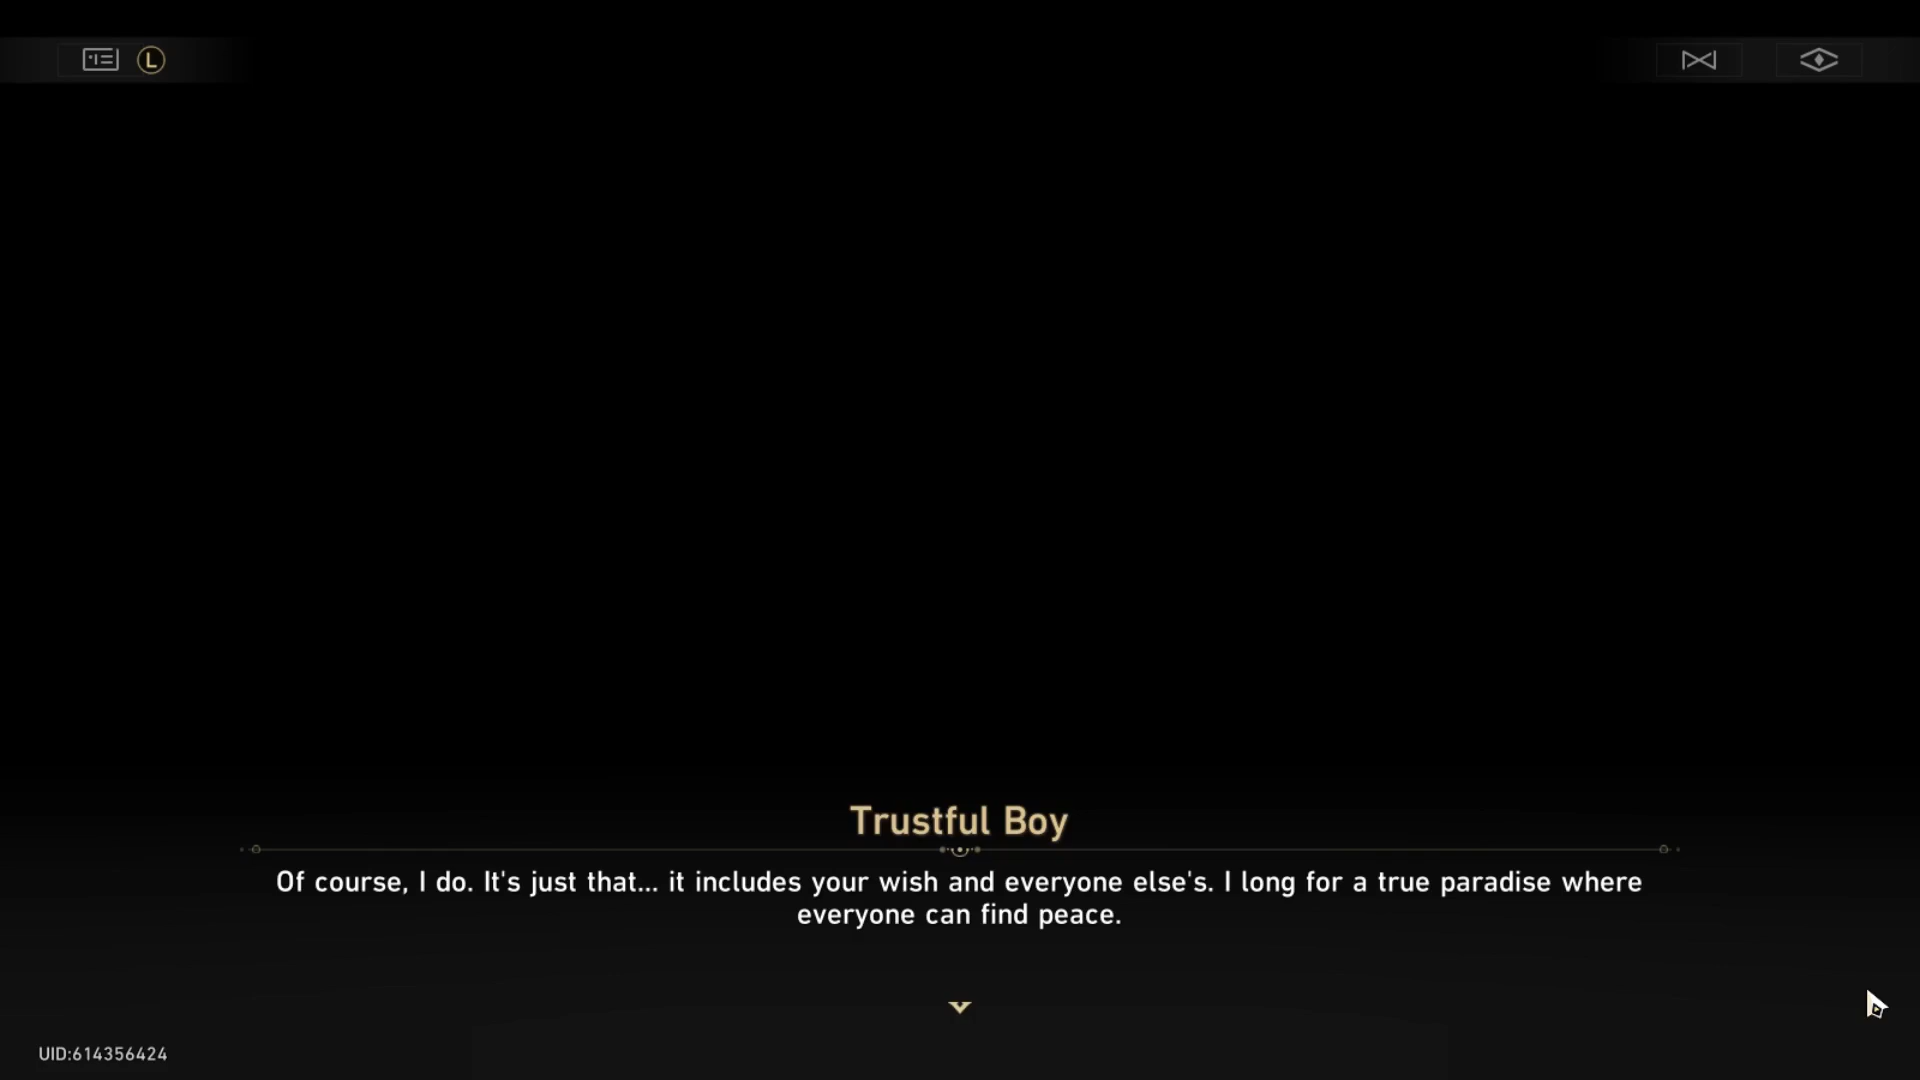 L
Trustful Boy
Of course, I do. It's just that... it includes your wish and everyone else's. I long for a true paradise where
everyone can find peace.
UID:614356424